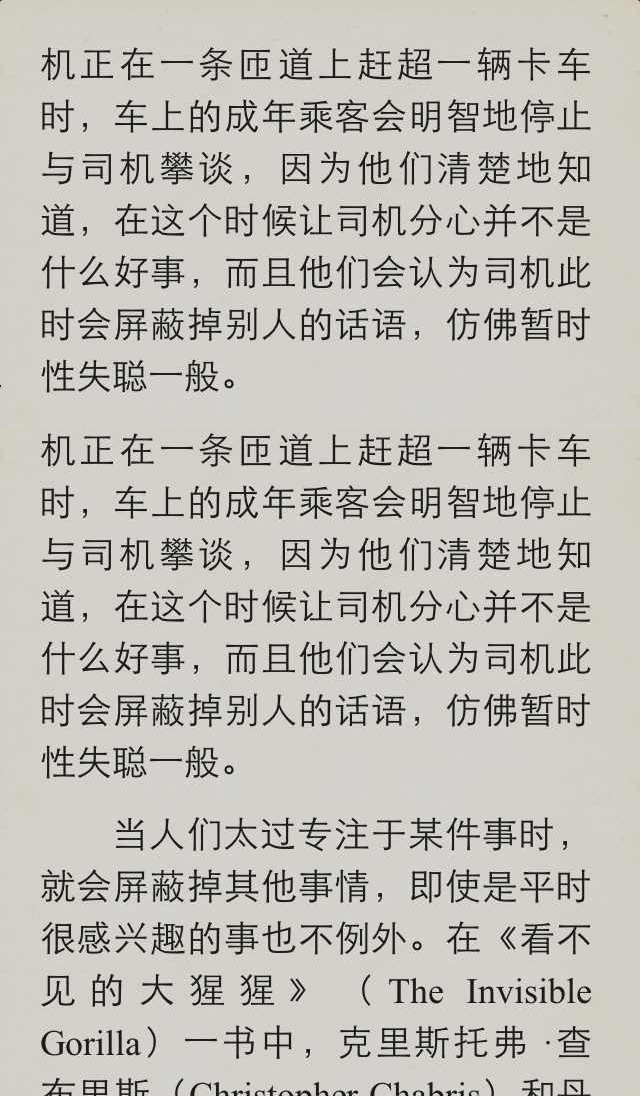 机正在一条匝道上赶超一辆卡车
时，车上的成年乘客会明智地停止
与司机攀谈，因为他们清楚地知
道，在这个时候让司机分心并不是
什么好事，而且他们会认为司机此
时会屏蔽掉别人的话语，仿佛暂时
性失聪一般。
机正在一条匝道上赶超一辆卡车
时，车上的成年乘客会明智地停止
与司机攀谈，因为他们清楚地知
道，在这个时候让司机分心并不是
什么好事，而且他们会认为司机此
时会屏蔽掉别人的话语，仿佛暂时
性失聪一般。
当人们太过专注于某件事时，
就会屏蔽掉其他事情，即使是平时
很感兴趣的事也不例外。在《看不
见的大猩猩》（The Invisible
Gorilla）一书中，克里斯托弗·查
布里斯（Christopher Chabris）和丹